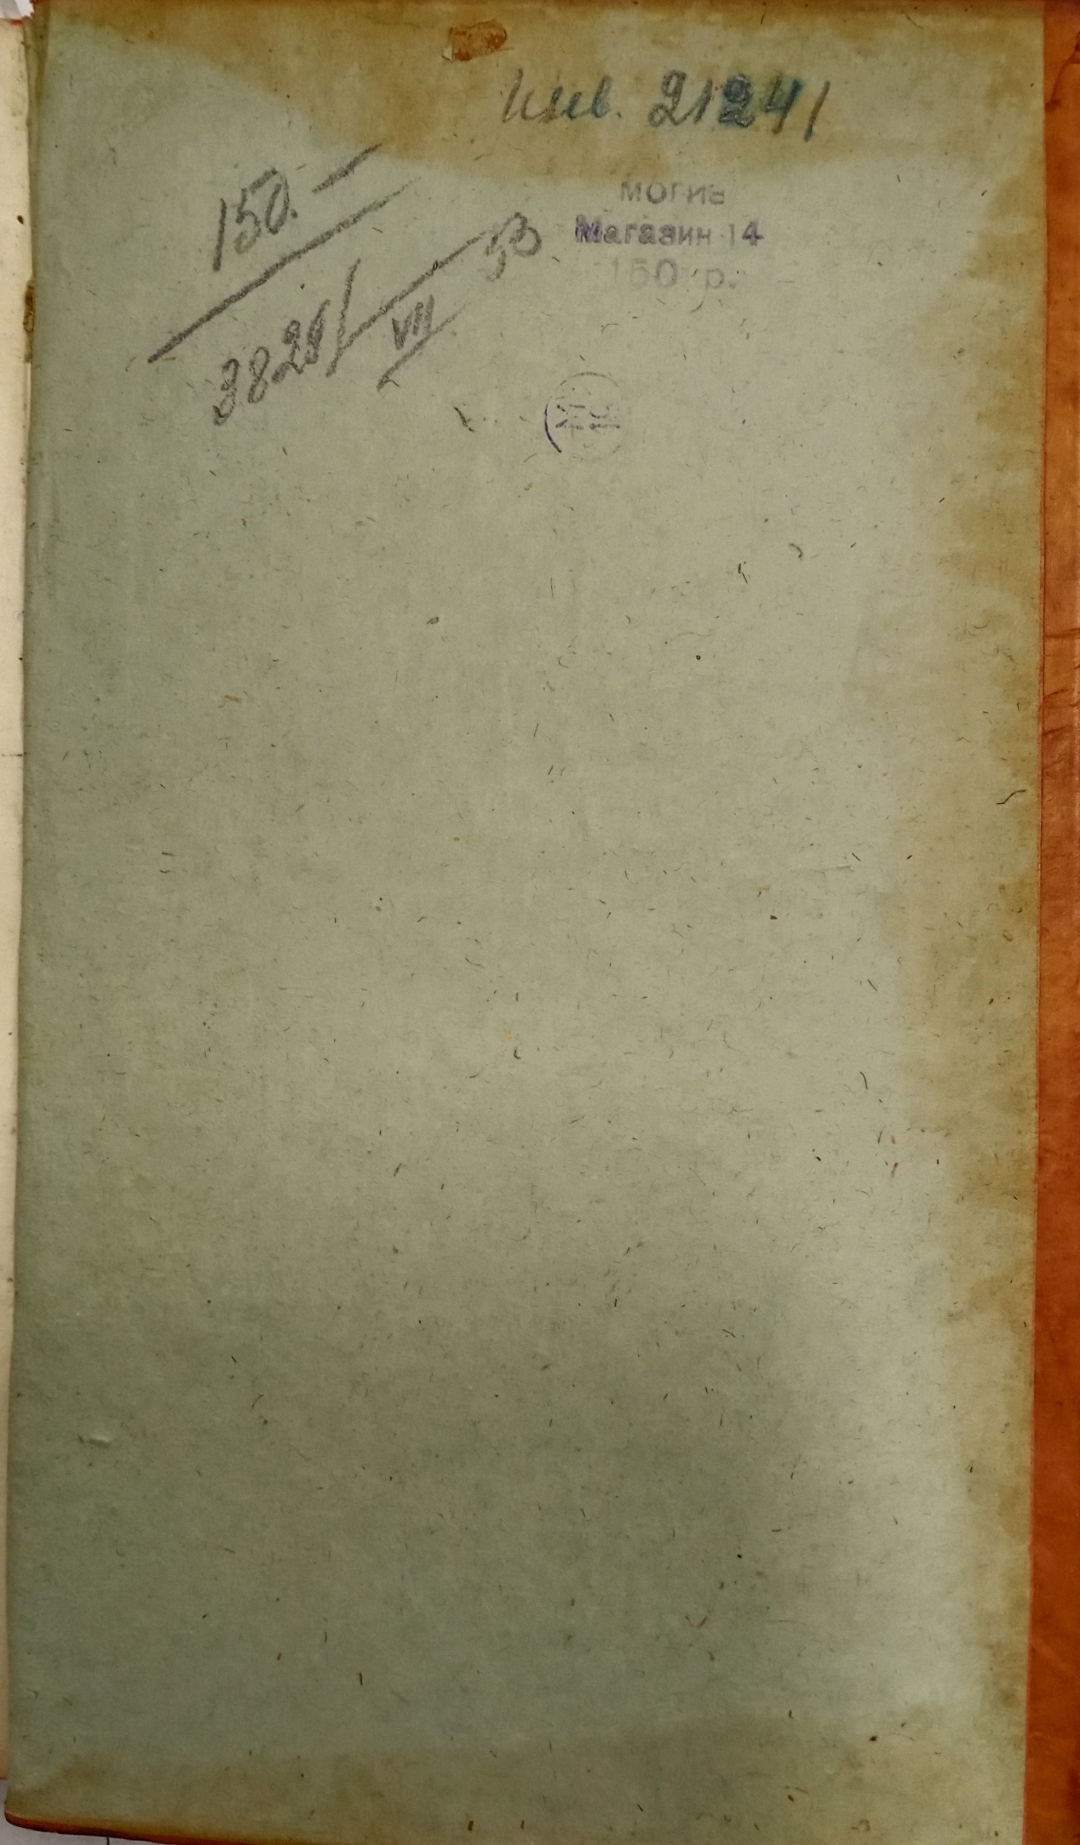 Инв. 21241
150.—
МОГИЗ
Магазин 14
150 р.
3829/VII 53